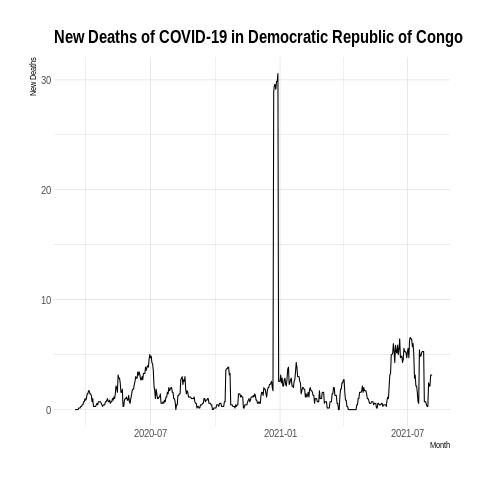 New Deaths of COVID-19 in Democratic Republic of Congo
New Deaths
30
20
10
0
2020-07
2021-01
2021-07
Month